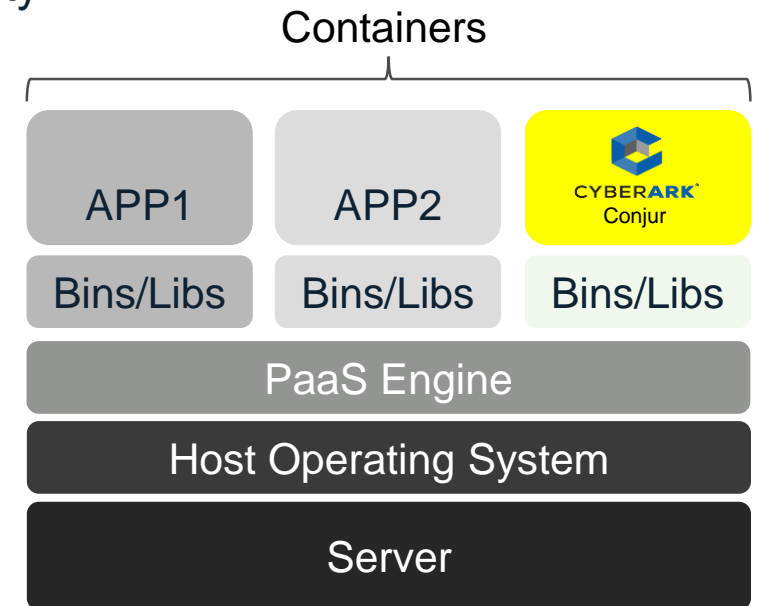 Containers
APP1
APP2
CYBERARK
Conjur
Bins/Libs
Bins/Libs
Bins/Libs
PaaS Engine
Host Operating System
Server